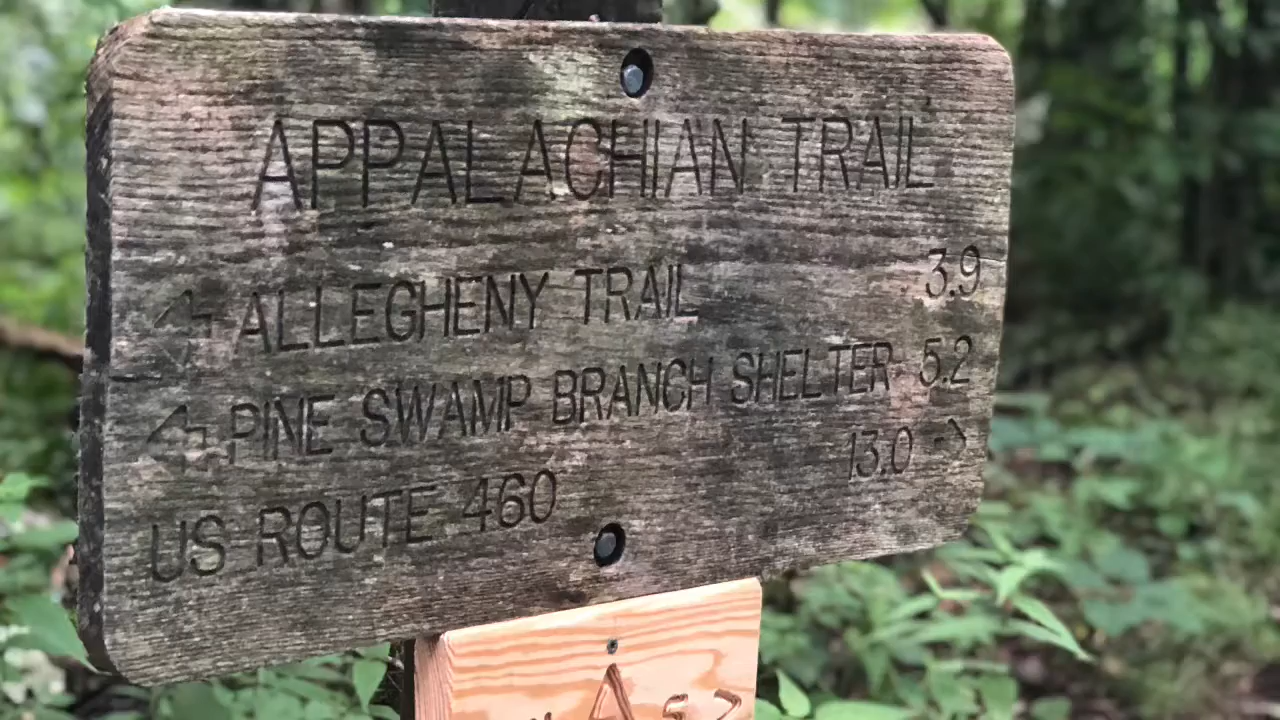 APPALACHIAN TRAIL
ALLEGHENY TRAIL 3.9
PINE SWAMP BRANCH SHELTER 5.2
US ROUTE 460 13.0 →